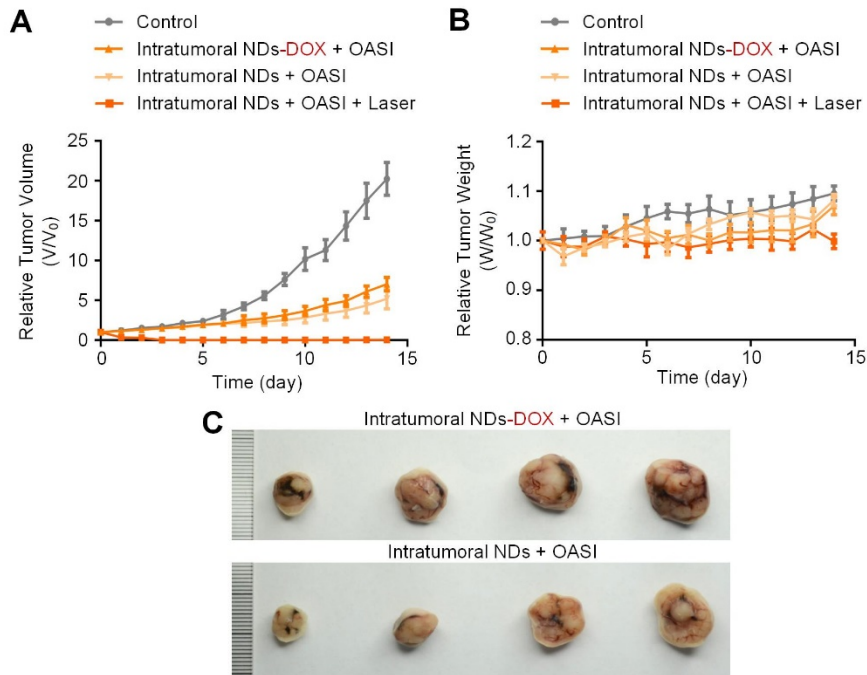 A
Control
Intratumoral NDs-DOX + OASI
Intratumoral NDs + OASI
Intratumoral NDs + OASI + Laser
Relative Tumor Volume
(V/V₀)
25
20
15
10
5
0
0 5 10 15
Time (day)
B
Control
Intratumoral NDs-DOX + OASI
Intratumoral NDs + OASI
Intratumoral NDs + OASI + Laser
Relative Tumor Weight
(W/W₀)
1.2
1.1
1.0
0.9
0.8
0 5 10 15
Time (day)
C
Intratumoral NDs-DOX + OASI
Intratumoral NDs + OASI